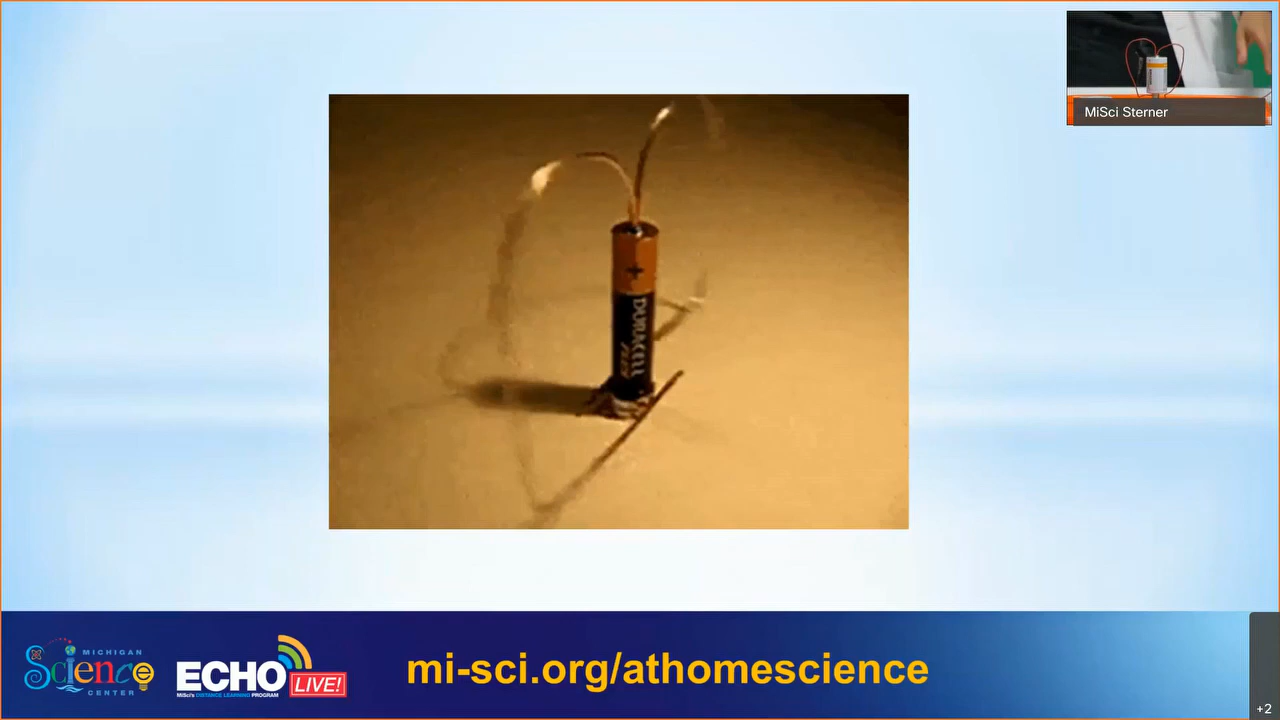 MiSci Sterner
+
DURACELL
MICHIGAN
Science
CENTER
ECHO
LIVE!
MiSci's DISTANCE LEARNING PROGRAM
mi-sci.org/athomescience
+2